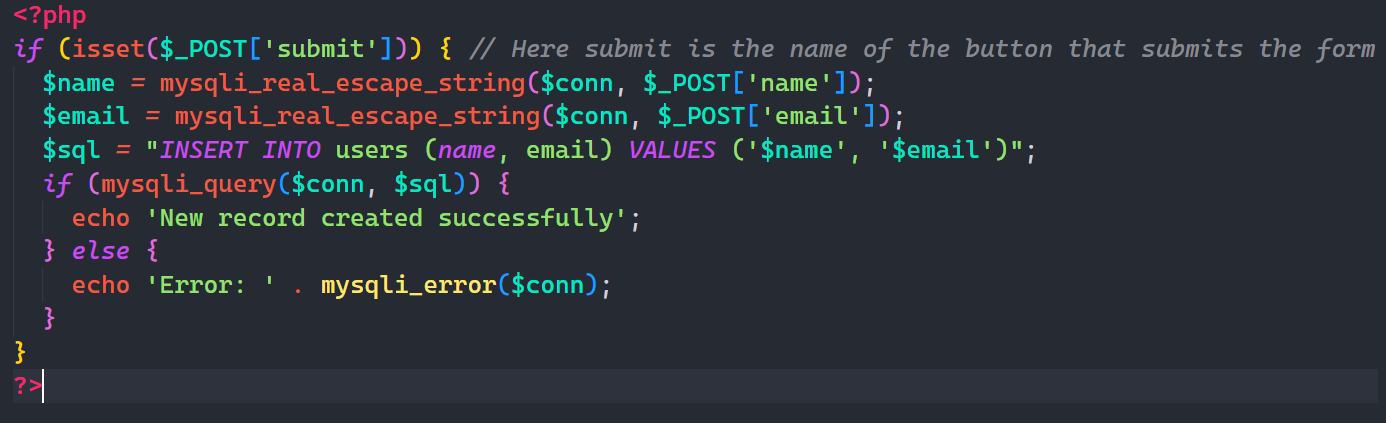 <?php
if (isset($_POST['submit'])) { // Here submit is the name of the button that submits the form
  $name = mysqli_real_escape_string($conn, $_POST['name']);
  $email = mysqli_real_escape_string($conn, $_POST['email']);
  $sql = "INSERT INTO users (name, email) VALUES ('$name', '$email')";
  if (mysqli_query($conn, $sql)) {
    echo 'New record created successfully';
  } else {
    echo 'Error: ' . mysqli_error($conn);
  }
}
?>